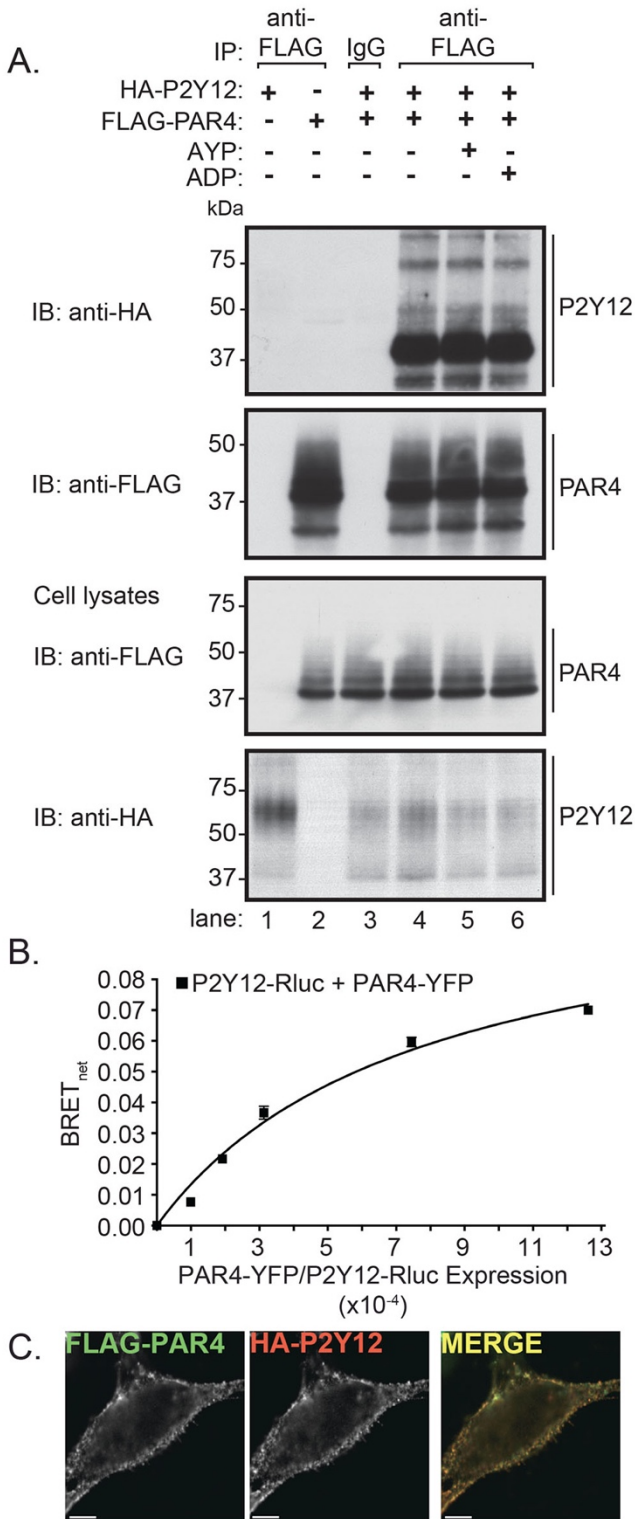 A.
IP: anti-FLAG IgG anti-FLAG
HA-P2Y12: + - + + + +
FLAG-PAR4: - + + + + +
AYP: - - - - + -
ADP: - - - - - +
kDa
75
50
37
IB: anti-HA
P2Y12
50
37
IB: anti-FLAG
PAR4
Cell lysates
75
50
37
IB: anti-FLAG
PAR4
75
50
37
IB: anti-HA
P2Y12
lane: 1 2 3 4 5 6
B.
P2Y12-Rluc + PAR4-YFP
0.08
0.07
0.06
0.05
0.04
0.03
0.02
0.01
0.00
BRETnet
1 3 5 7 9 11 13
PAR4-YFP/P2Y12-Rluc Expression
(x10-4)
C.
FLAG-PAR4 HA-P2Y12 MERGE